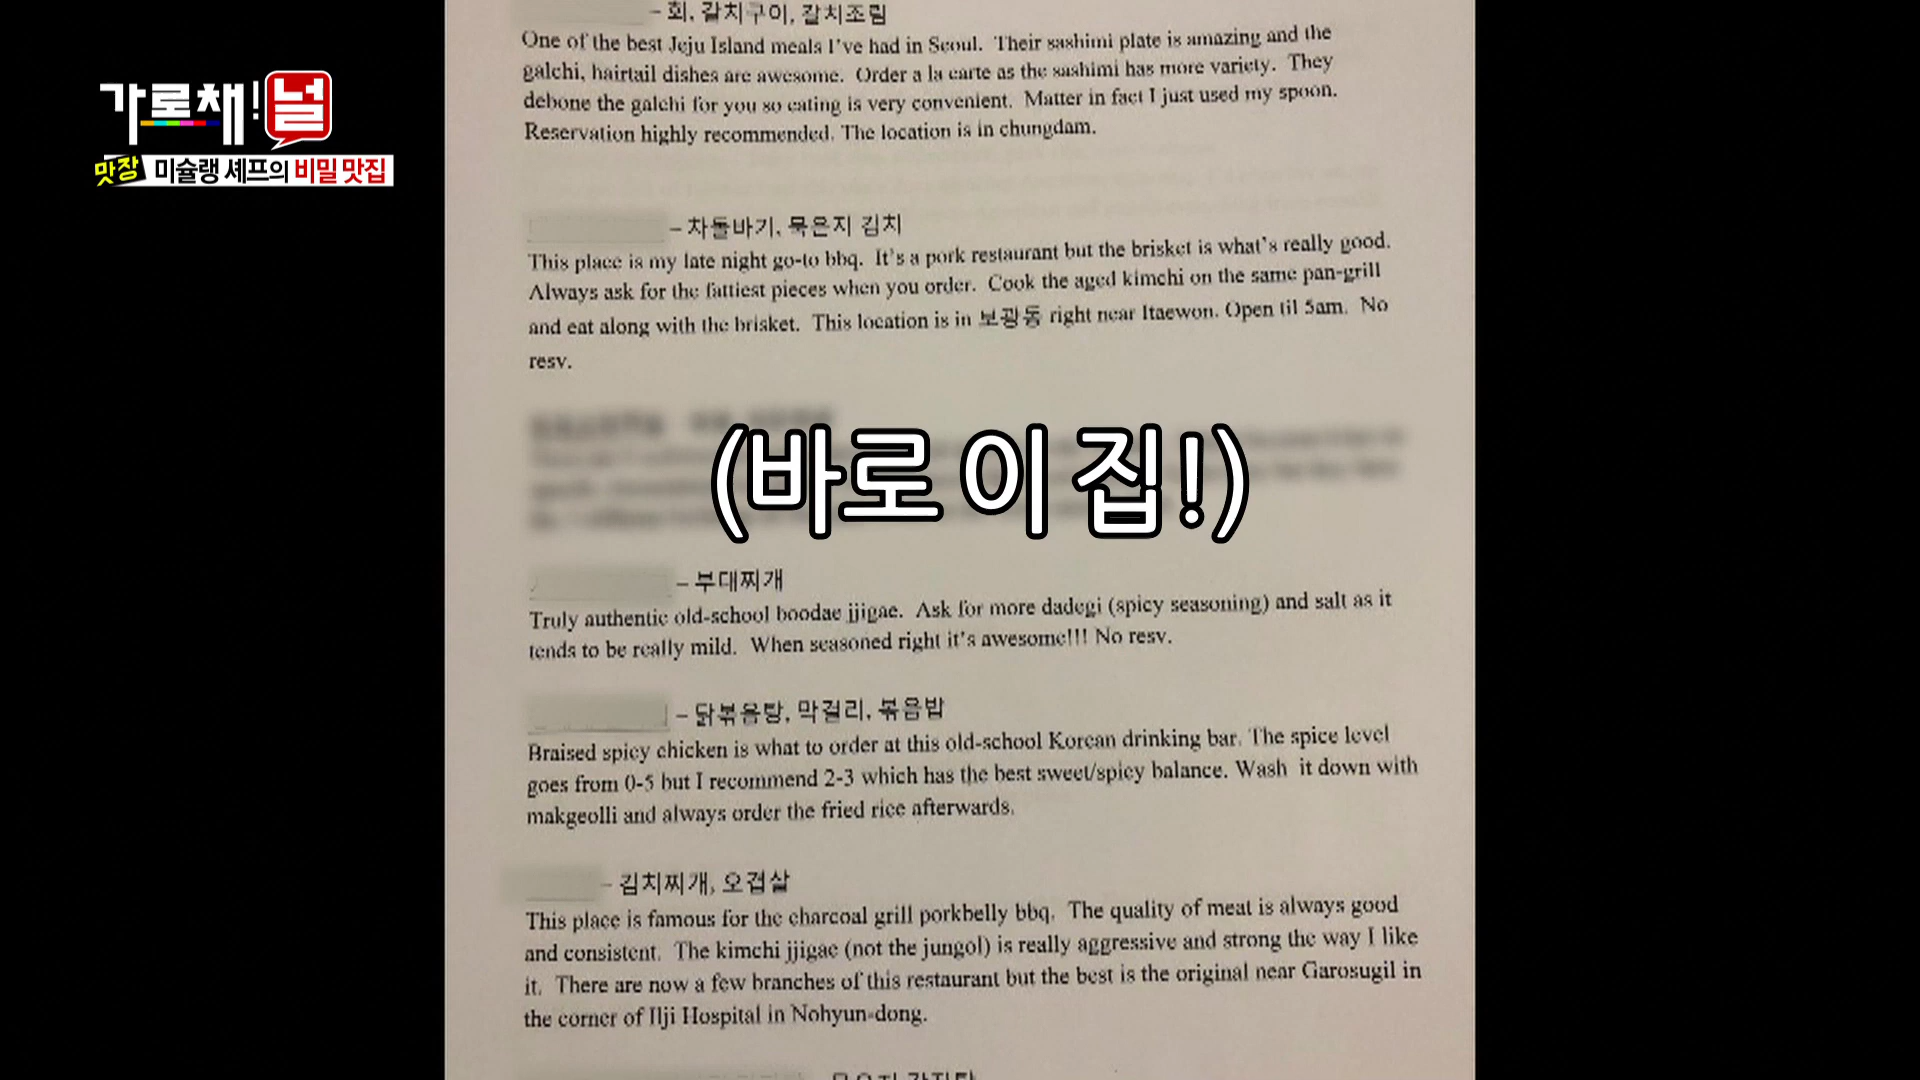 가로채!널
맛장 미슐랭 셰프의 비밀 맛집
– 회, 갈치구이, 갈치조림
One of the best Jeju Island meals I've had in Seoul. Their sashimi plate is amazing and the
galchi, hairtail dishes are awesome. Order a la carte as the sashimi has more variety. They
debone the galchi for you so eating is very convenient. Matter in fact I just used my spoon.
Reservation highly recommended. The location is in chungdam.
– 차돌바기, 묵은지 김치
This place is my late night go-to bbq. It's a pork restaurant but the brisket is what's really good.
Always ask for the fattiest pieces when you order. Cook the aged kimchi on the same pan-grill
and eat along with the brisket. This location is in 보광동 right near Itaewon. Open til 5am. No
resv.
(바로 이 집!)
– 부대찌개
Truly authentic old-school boodae jjigae. Ask for more dadegi (spicy seasoning) and salt as it
tends to be really mild. When seasoned right it's awesome!!! No resv.
– 닭볶음탕, 막걸리, 볶음밥
Braised spicy chicken is what to order at this old-school Korean drinking bar. The spice level
goes from 0-5 but I recommend 2-3 which has the best sweet/spicy balance. Wash it down with
makgeolli and always order the fried rice afterwards.
– 김치찌개, 오겹살
This place is famous for the charcoal grill porkbelly bbq. The quality of meat is always good
and consistent. The kimchi jjigae (not the jungol) is really aggressive and strong the way I like
it. There are now a few branches of this restaurant but the best is the original near Garosugil in
the corner of Ilji Hospital in Nohyun-dong.